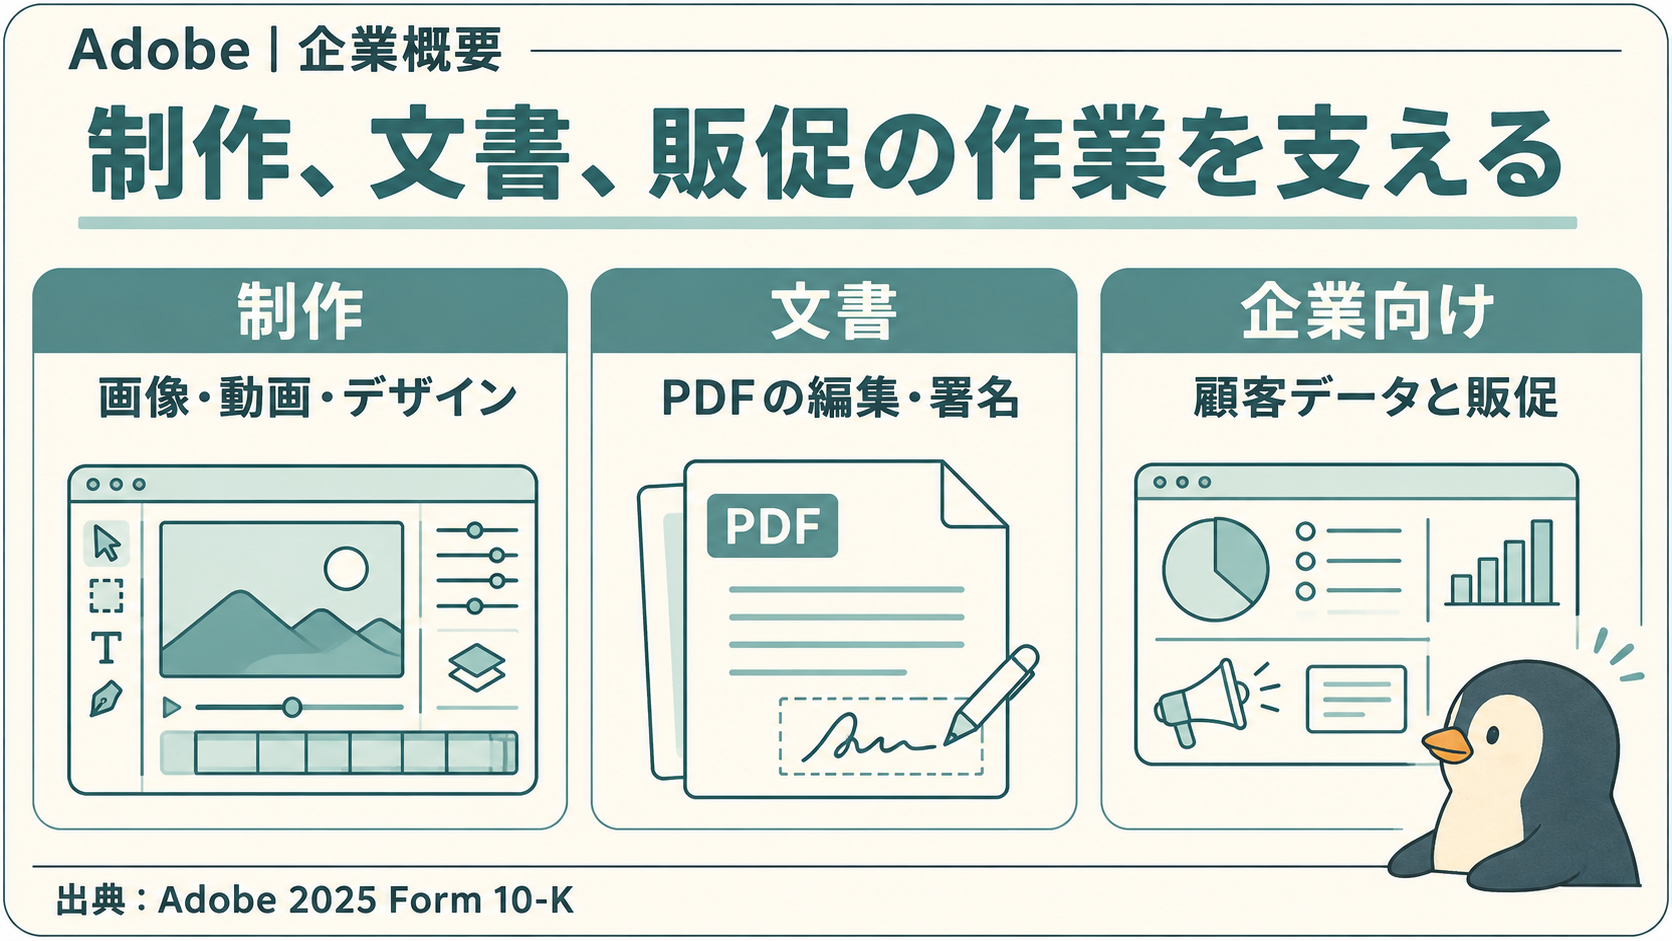 Adobe | 企業概要
制作、文書、販促の作業を支える
制作
画像・動画・デザイン
T
文書
PDFの編集・署名
PDF
企業向け
顧客データと販促
出典：Adobe 2025 Form 10-K